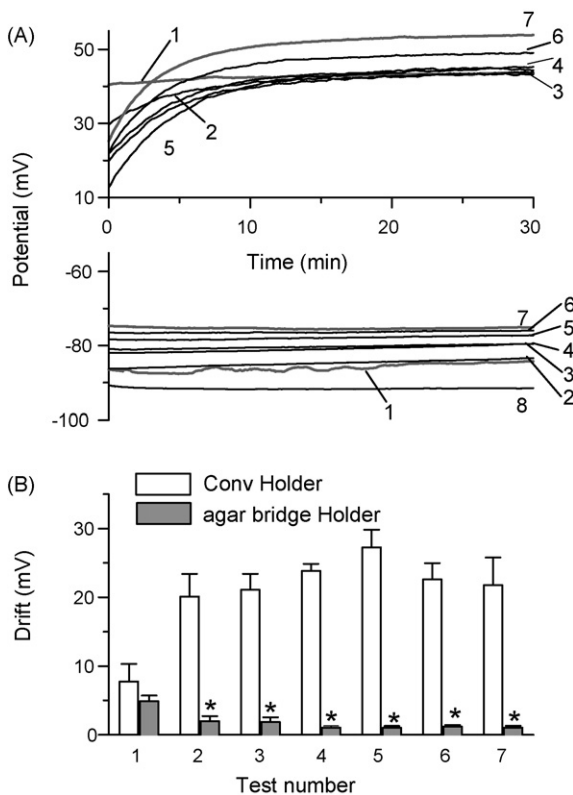 (A)
Potential (mV)
50
30
10
1
2
5
7
6
4
3
0
10
20
30
Time (min)
-60
-80
-100
7
6
5
4
3
2
1
8
(B)
Conv Holder
agar bridge Holder
Drift (mV)
30
20
10
0
* * * * * *
1 2 3 4 5 6 7
Test number